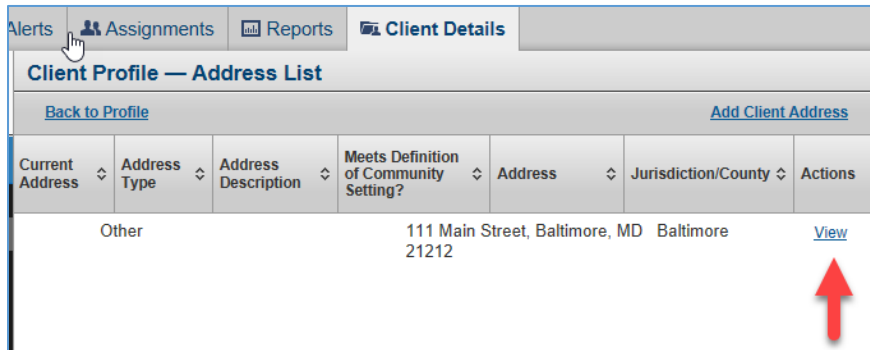 Alerts Assignments Reports Client Details
Client Profile — Address List
Back to Profile Add Client Address
Current Address Address Type Address Description Meets Definition of Community Setting? Address Jurisdiction/County Actions
Other 111 Main Street, Baltimore, MD Baltimore View
21212